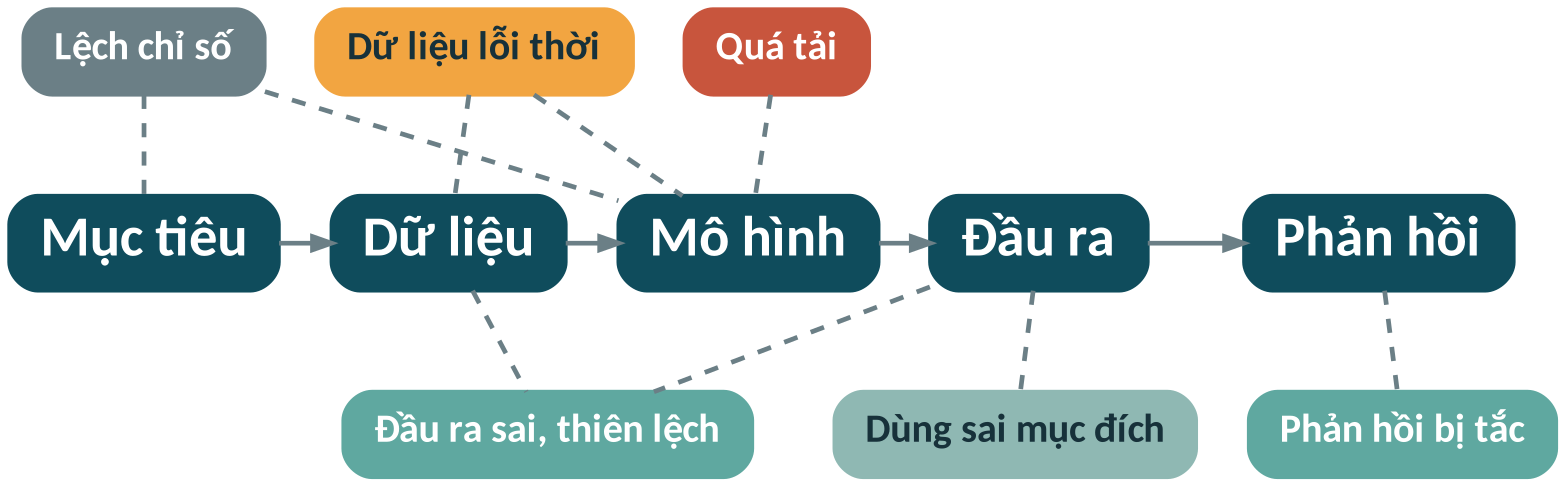 Lệch chỉ số
Dữ liệu lỗi thời
Quá tải
Mục tiêu
Dữ liệu
Mô hình
Đầu ra
Phản hồi
Đầu ra sai, thiên lệch
Dùng sai mục đích
Phản hồi bị tắc